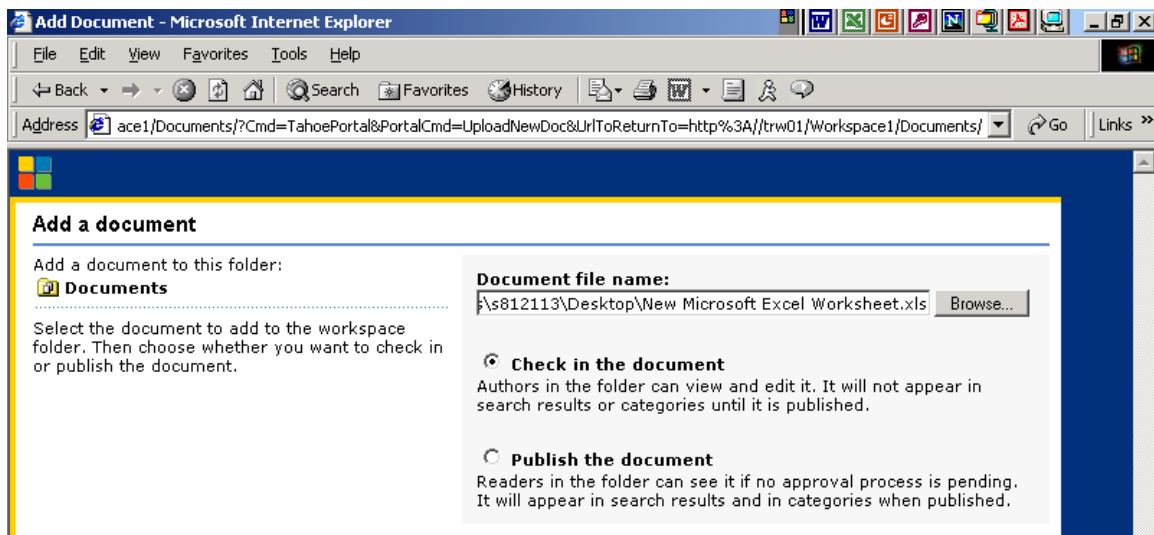 Add Document - Microsoft Internet Explorer
File Edit View Favorites Tools Help
Back Search Favorites History
Address ace1/Documents/?Cmd=TahoePortal&PortalCmd=UploadNewDoc&UrlToReturnTo=http%3A//trw01/Workspace1/Documents/ Go Links »
Add a document
Add a document to this folder:
Documents
Select the document to add to the workspace
folder. Then choose whether you want to check in
or publish the document.
Document file name:
s\s812113\Desktop\New Microsoft Excel Worksheet.xls Browse...
Check in the document
Authors in the folder can view and edit it. It will not appear in
search results or categories until it is published.
Publish the document
Readers in the folder can see it if no approval process is pending.
It will appear in search results and in categories when published.